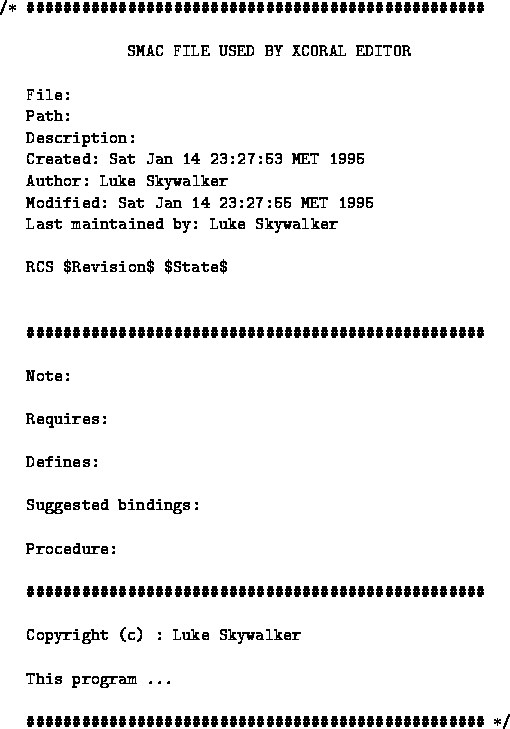 /* ##################################################
SMAC FILE USED BY XCORAL EDITOR
File:
Path:
Description:
Created: Sat Jan 14 23:27:53 MET 1995
Author: Luke Skywalker
Modified: Sat Jan 14 23:27:55 MET 1995
Last maintained by: Luke Skywalker
RCS $Revision$ $State$
##################################################
Note:
Requires:
Defines:
Suggested bindings:
Procedure:
##################################################
Copyright (c) : Luke Skywalker
This program ...
################################################## */